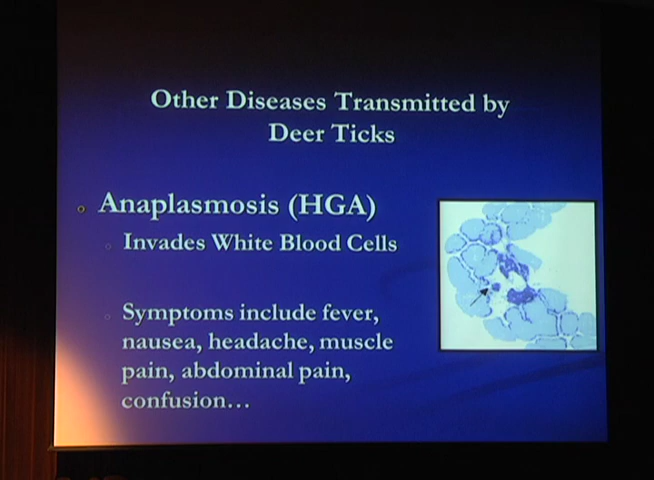 Other Diseases Transmitted by
Deer Ticks
Anaplasmosis (HGA)
Invades White Blood Cells
Symptoms include fever,
nausea, headache, muscle
pain, abdominal pain,
confusion…